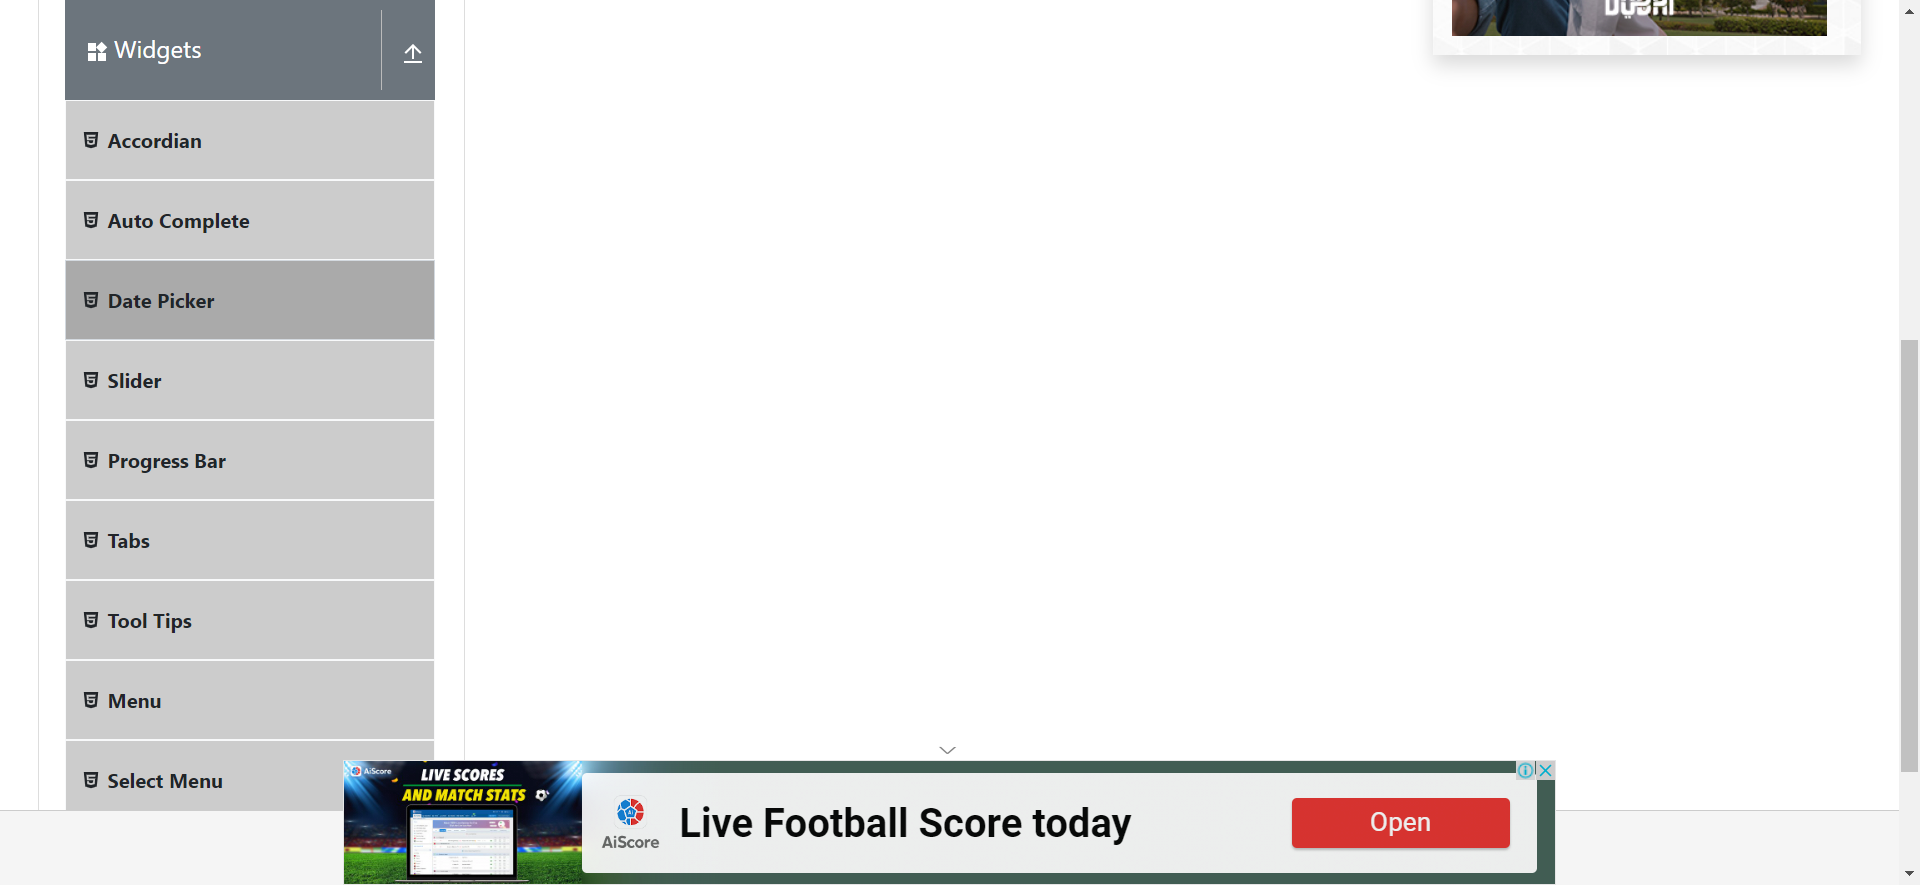 DUBAI
Widgets
Accordian
Auto Complete
Date Picker
Slider
Progress Bar
Tabs
Tool Tips
Menu
Select Menu
AiScore
LIVE SCORES
AND MATCH STATS
AiScore
Live Football Score today
Open